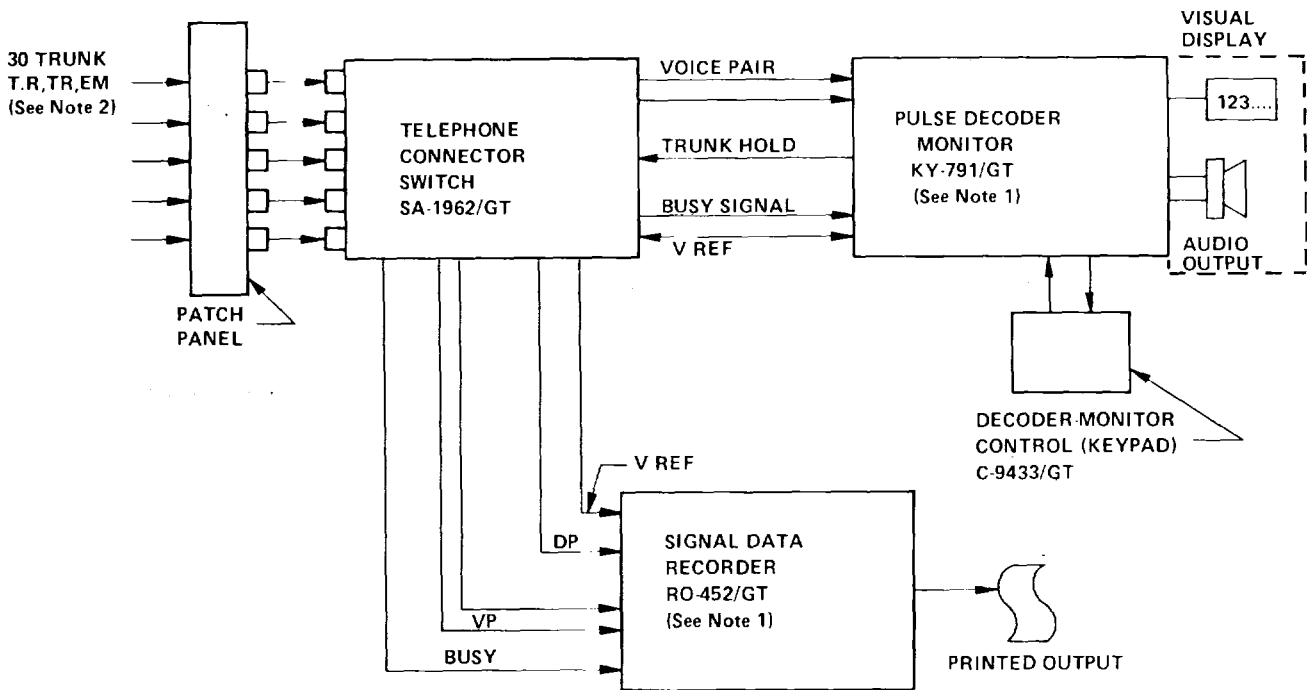 30 TRUNK
T.R,TR,EM
(See Note 2)
PATCH
PANEL
TELEPHONE
CONNECTOR
SWITCH
SA-1962/GT
VOICE PAIR
TRUNK HOLD
BUSY SIGNAL
V REF
PULSE DECODER
MONITOR
KY-791/GT
(See Note 1)
VISUAL
DISPLAY
123....
AUDIO
OUTPUT
DECODER-MONITOR
CONTROL (KEYPAD)
C-9433/GT
V REF
DP
VP
BUSY
SIGNAL DATA
RECORDER
RO-452/GT
(See Note 1)
PRINTED OUTPUT